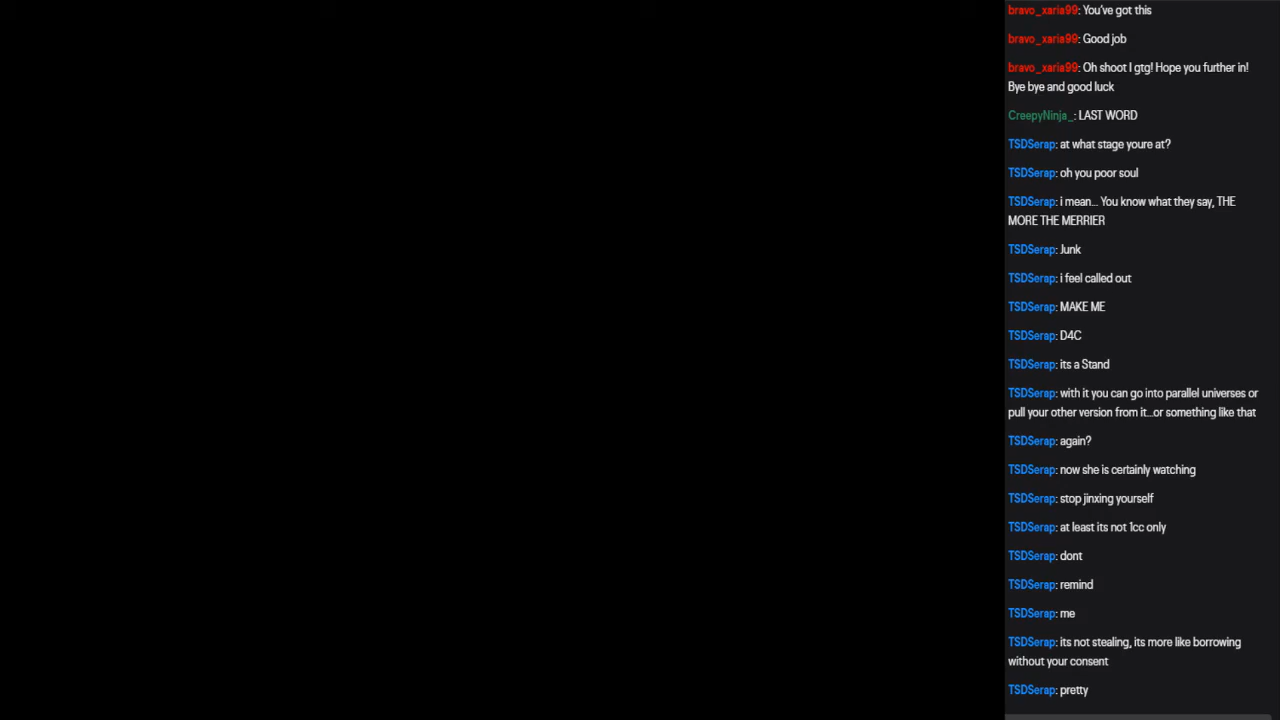 bravo_xaria99: You've got this
bravo_xaria99: Good job
bravo_xaria99: Oh shoot I gtg! Hope you further in!
Bye bye and good luck
CreepyNinja_: LAST WORD
TSDSerap: at what stage youre at?
TSDSerap: oh you poor soul
TSDSerap: i mean... You know what they say, THE
MORE THE MERRIER
TSDSerap: Junk
TSDSerap: i feel called out
TSDSerap: MAKE ME
TSDSerap: D4C
TSDSerap: its a Stand
TSDSerap: with it you can go into parallel universes or
pull your other version from it...or something like that
TSDSerap: again?
TSDSerap: now she is certainly watching
TSDSerap: stop jinxing yourself
TSDSerap: at least its not 1cc only
TSDSerap: dont
TSDSerap: remind
TSDSerap: me
TSDSerap: its not stealing, its more like borrowing
without your consent
TSDSerap: pretty